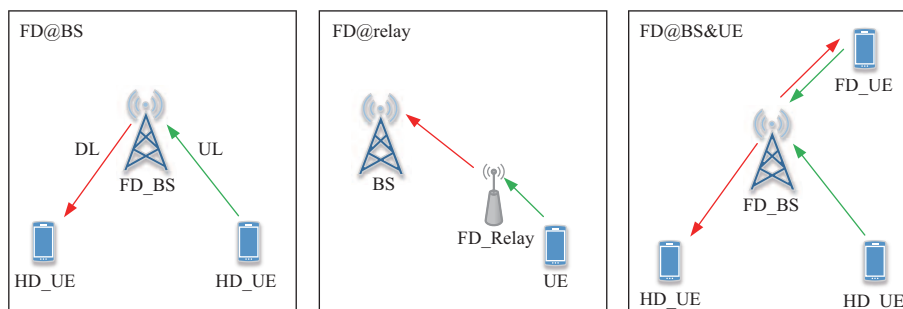 FD@BS
DL
UL
FD_BS
HD_UE
HD_UE
FD@relay
BS
FD_Relay
UE
FD@BS&UE
FD_UE
FD_BS
HD_UE
HD_UE